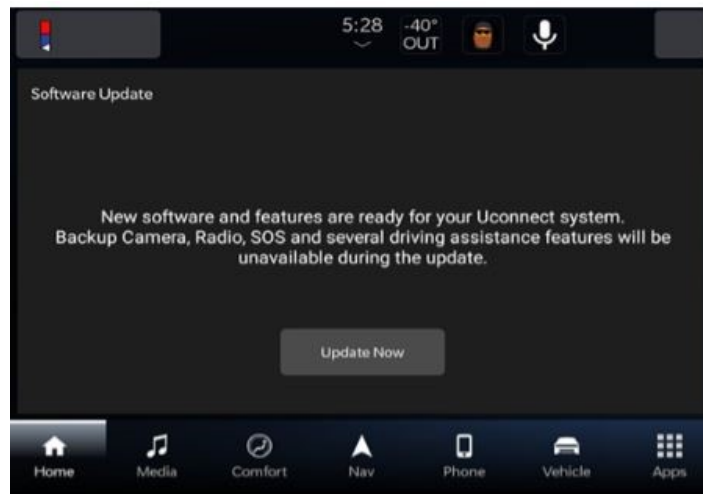 5:28
-40°
OUT
Software Update
New software and features are ready for your Uconnect system.
Backup Camera, Radio, SOS and several driving assistance features will be
unavailable during the update.
Update Now
Home Media Comfort Nav Phone Vehicle Apps